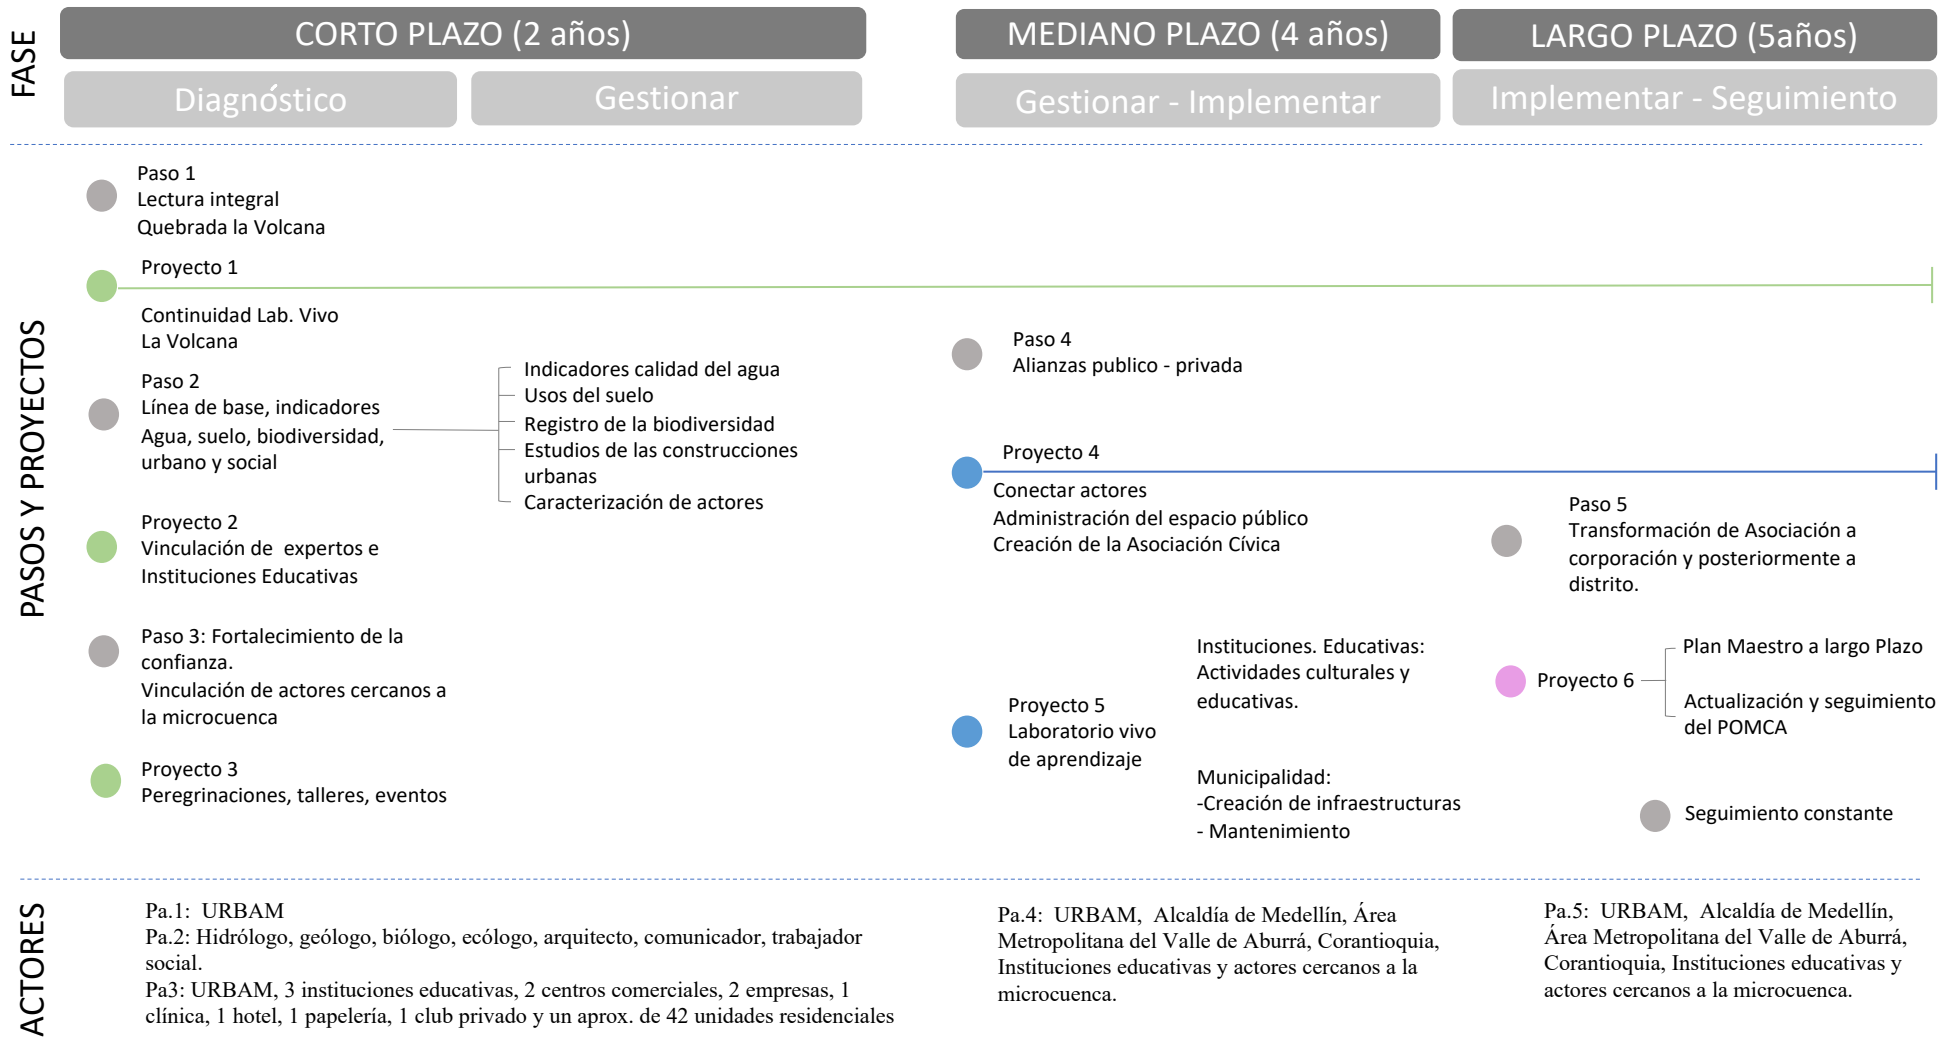 FASE
CORTO PLAZO (2 años)
MEDIANO PLAZO (4 años)
LARGO PLAZO (5años)
Diagnóstico
Gestionar
Gestionar - Implementar
Implementar - Seguimiento
PASOS Y PROYECTOS
Paso 1
Lectura integral
Quebrada la Volcana
Proyecto 1
Continuidad Lab. Vivo
La Volcana
Paso 2
Línea de base, indicadores
Agua, suelo, biodiversidad,
urbano y social
Indicadores calidad del agua
Usos del suelo
Registro de la biodiversidad
Estudios de las construcciones
urbanas
Caracterización de actores
Proyecto 2
Vinculación de  expertos e
Instituciones Educativas
Paso 3: Fortalecimiento de la
confianza.
Vinculación de actores cercanos a
la microcuenca
Proyecto 3
Peregrinaciones, talleres, eventos
Paso 4
Alianzas publico - privada
Proyecto 4
Conectar actores
Administración del espacio público
Creación de la Asociación Cívica
Proyecto 5
Laboratorio vivo
de aprendizaje
Instituciones. Educativas:
Actividades culturales y
educativas.
Municipalidad:
-Creación de infraestructuras
- Mantenimiento
Paso 5
Transformación de Asociación a
corporación y posteriormente a
distrito.
Proyecto 6
Plan Maestro a largo Plazo
Actualización y seguimiento
del POMCA
Seguimiento constante
ACTORES
Pa.1:  URBAM
Pa.2: Hidrólogo, geólogo, biólogo, ecólogo, arquitecto, comunicador, trabajador
social.
Pa3: URBAM, 3 instituciones educativas, 2 centros comerciales, 2 empresas, 1
clínica, 1 hotel, 1 papelería, 1 club privado y un aprox. de 42 unidades residenciales
Pa.4:  URBAM,  Alcaldía de Medellín, Área
Metropolitana del Valle de Aburrá, Corantioquia,
Instituciones educativas y actores cercanos a la
microcuenca.
Pa.5:  URBAM,  Alcaldía de Medellín,
Área Metropolitana del Valle de Aburrá,
Corantioquia, Instituciones educativas y
actores cercanos a la microcuenca.